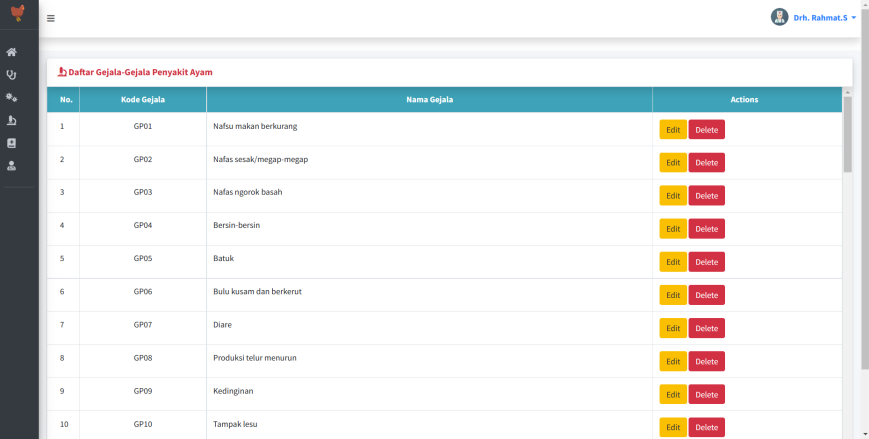 Drh. Rahmat.S
Daftar Gejala-Gejala Penyakit Ayam
No. Kode Gejala Nama Gejala Actions
1 GP01 Nafsu makan berkurang Edit Delete
2 GP02 Nafas sesak/megap-megap Edit Delete
3 GP03 Nafas ngorok basah Edit Delete
4 GP04 Bersin-bersin Edit Delete
5 GP05 Batuk Edit Delete
6 GP06 Bulu kusam dan berkerut Edit Delete
7 GP07 Diare Edit Delete
8 GP08 Produksi telur menurun Edit Delete
9 GP09 Kedinginan Edit Delete
10 GP10 Tampak lesu Edit Delete